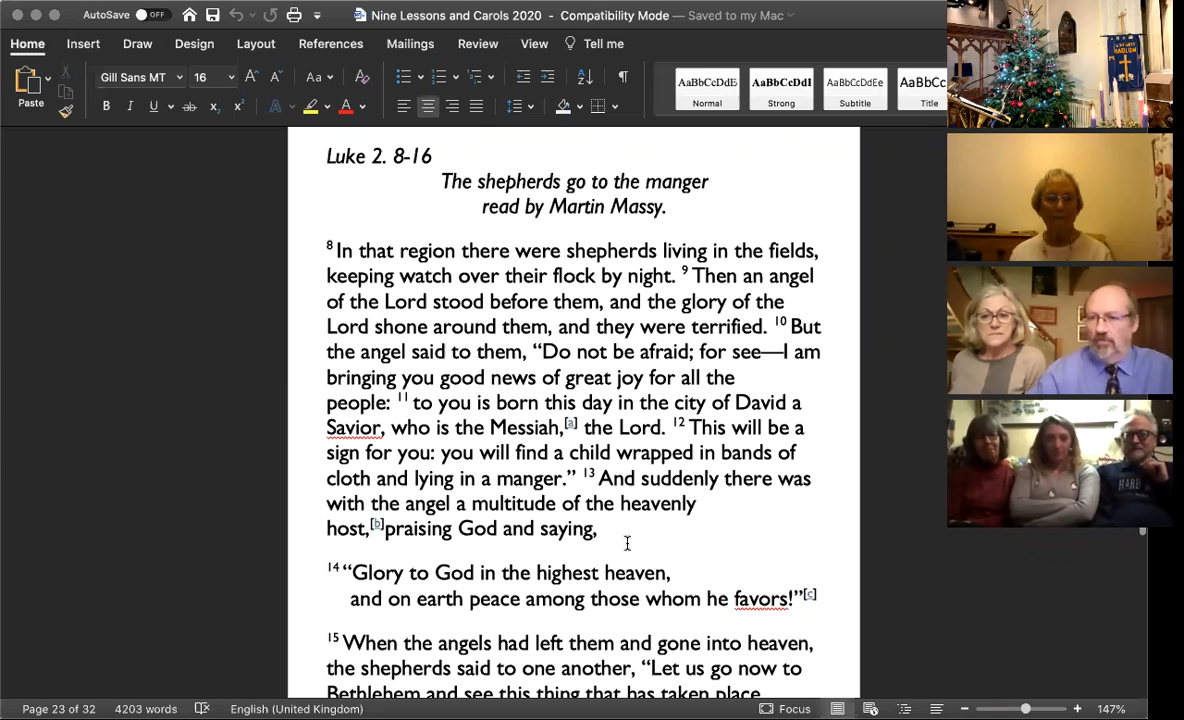 AutoSave OFF
Nine Lessons and Carols 2020 - Compatibility Mode — Saved to my Mac
Home Insert Draw Design Layout References Mailings Review View Tell me
Paste
Gill Sans MT 16
AaBbCcDdE AaBbCcDdI AaBbCcDdEe AaBbCc
Normal Strong Subtitle Title
Luke 2. 8-16
The shepherds go to the manger
read by Martin Massy.
8 In that region there were shepherds living in the fields,
keeping watch over their flock by night. 9 Then an angel
of the Lord stood before them, and the glory of the
Lord shone around them, and they were terrified. 10 But
the angel said to them, “Do not be afraid; for see—I am
bringing you good news of great joy for all the
people: 11 to you is born this day in the city of David a
Savior, who is the Messiah,[a] the Lord. 12 This will be a
sign for you: you will find a child wrapped in bands of
cloth and lying in a manger.” 13 And suddenly there was
with the angel a multitude of the heavenly
host,[b]praising God and saying,
14 “Glory to God in the highest heaven,
and on earth peace among those whom he favors!”[c]
15 When the angels had left them and gone into heaven,
the shepherds said to one another, “Let us go now to
Bethlehem and see this thing that has taken place
Page 23 of 32 4203 words English (United Kingdom) Focus 147%
HADLOW
HARD